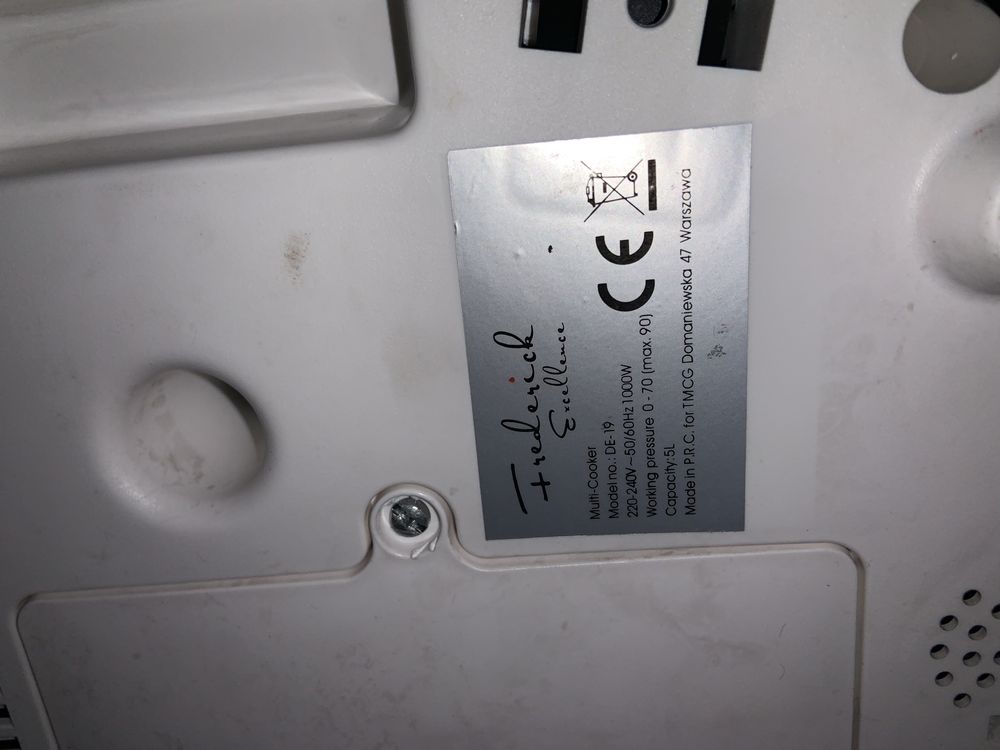 Frederick
Excellence
Multi-Cooker
Model no.: DE-19
220-240V~50/60Hz 1000W
Working pressure 0 - 70 (max. 90)
Capacity:5L
Made in P.R.C. for TMCG Domaniewska 47 Warszawa
CE